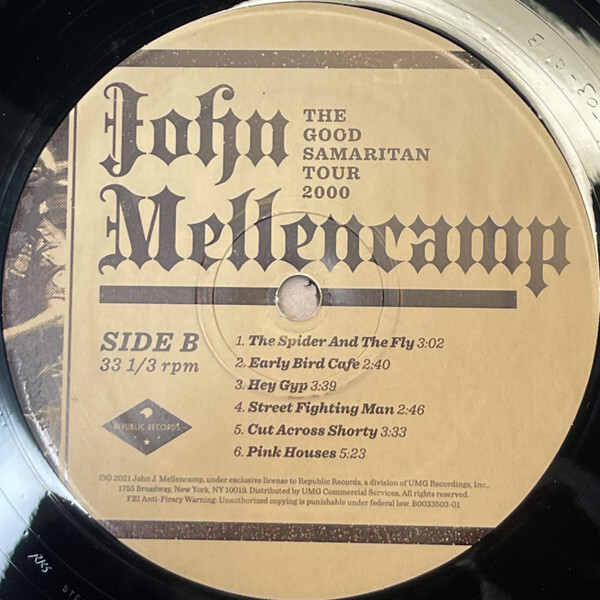 John
THE
GOOD
SAMARITAN
TOUR
2000
Mellencamp
SIDE B
33 1/3 rpm
1. The Spider And The Fly 3:02
2. Early Bird Cafe 2:40
3. Hey Gyp 3:39
4. Street Fighting Man 2:46
5. Cut Across Shorty 3:33
6. Pink Houses 5:23
REPUBLIC RECORDS
℗© 2021 John J. Mellencamp, under exclusive license to Republic Records, a division of UMG Recordings, Inc.,
1755 Broadway, New York, NY 10019. Distributed by UMG Commercial Services. All rights reserved.
FBI Anti-Piracy Warning: Unauthorized copying is punishable under federal law. B0033503-01
RKS